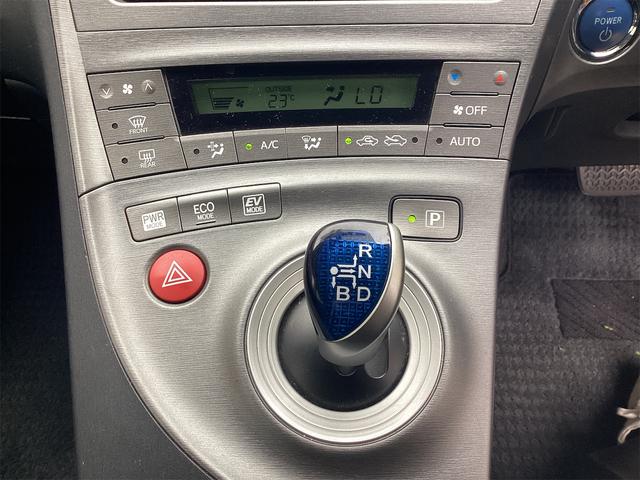 POWER
OUTSIDE
23°C
LO
OFF
FRONT
REAR
A/C
AUTO
PWR
MODE
ECO
MODE
EV
MODE
P
R
N
B D